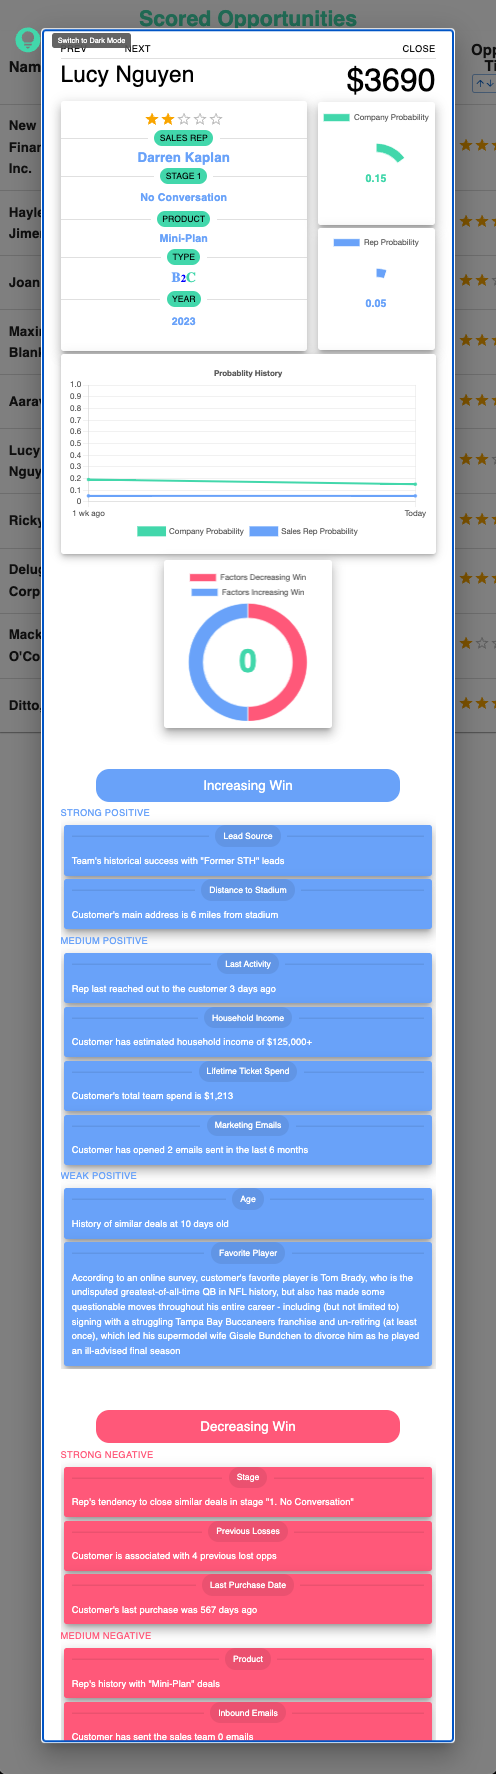 Scored Opportunities
Switch to Dark Mode
PREV
NEXT
CLOSE
Lucy Nguyen
$3690
SALES REP
Darren Kaplan
STAGE 1
No Conversation
PRODUCT
Mini-Plan
TYPE
B2C
YEAR
2023
Company Probability
0.15
Rep Probability
0.05
Probablity History
1.0
0.9
0.8
0.7
0.6
0.5
0.4
0.3
0.2
0.1
0
1 wk ago
Today
Company Probability
Sales Rep Probability
Factors Decreasing Win
Factors Increasing Win
0
Increasing Win
STRONG POSITIVE
Lead Source
Team's historical success with "Former STH" leads
Distance to Stadium
Customer's main address is 6 miles from stadium
MEDIUM POSITIVE
Last Activity
Rep last reached out to the customer 3 days ago
Household Income
Customer has estimated household income of $125,000+
Lifetime Ticket Spend
Customer's total team spend is $1,213
Marketing Emails
Customer has opened 2 emails sent in the last 6 months
WEAK POSITIVE
Age
History of similar deals at 10 days old
Favorite Player
According to an online survey, customer's favorite player is Tom Brady, who is the
undisputed greatest-of-all-time QB in NFL history, but also has made some
questionable moves throughout his entire career - including (but not limited to)
signing with a struggling Tampa Bay Buccaneers franchise and un-retiring (at least
once), which led his supermodel wife Gisele Bundchen to divorce him as he played
an ill-advised final season
Decreasing Win
STRONG NEGATIVE
Stage
Rep's tendency to close similar deals in stage "1. No Conversation"
Previous Losses
Customer is associated with 4 previous lost opps
Last Purchase Date
Customer's last purchase was 567 days ago
MEDIUM NEGATIVE
Product
Rep's history with "Mini-Plan" deals
Inbound Emails
Customer has sent the sales team 0 emails
Nam
New
Finar
Inc.
Hayle
Jime
Joan
Maxi
Blank
Aara
Lucy
Nguy
Ricky
Delug
Corp
Mack
O'Co
Ditto
Opp
Ti